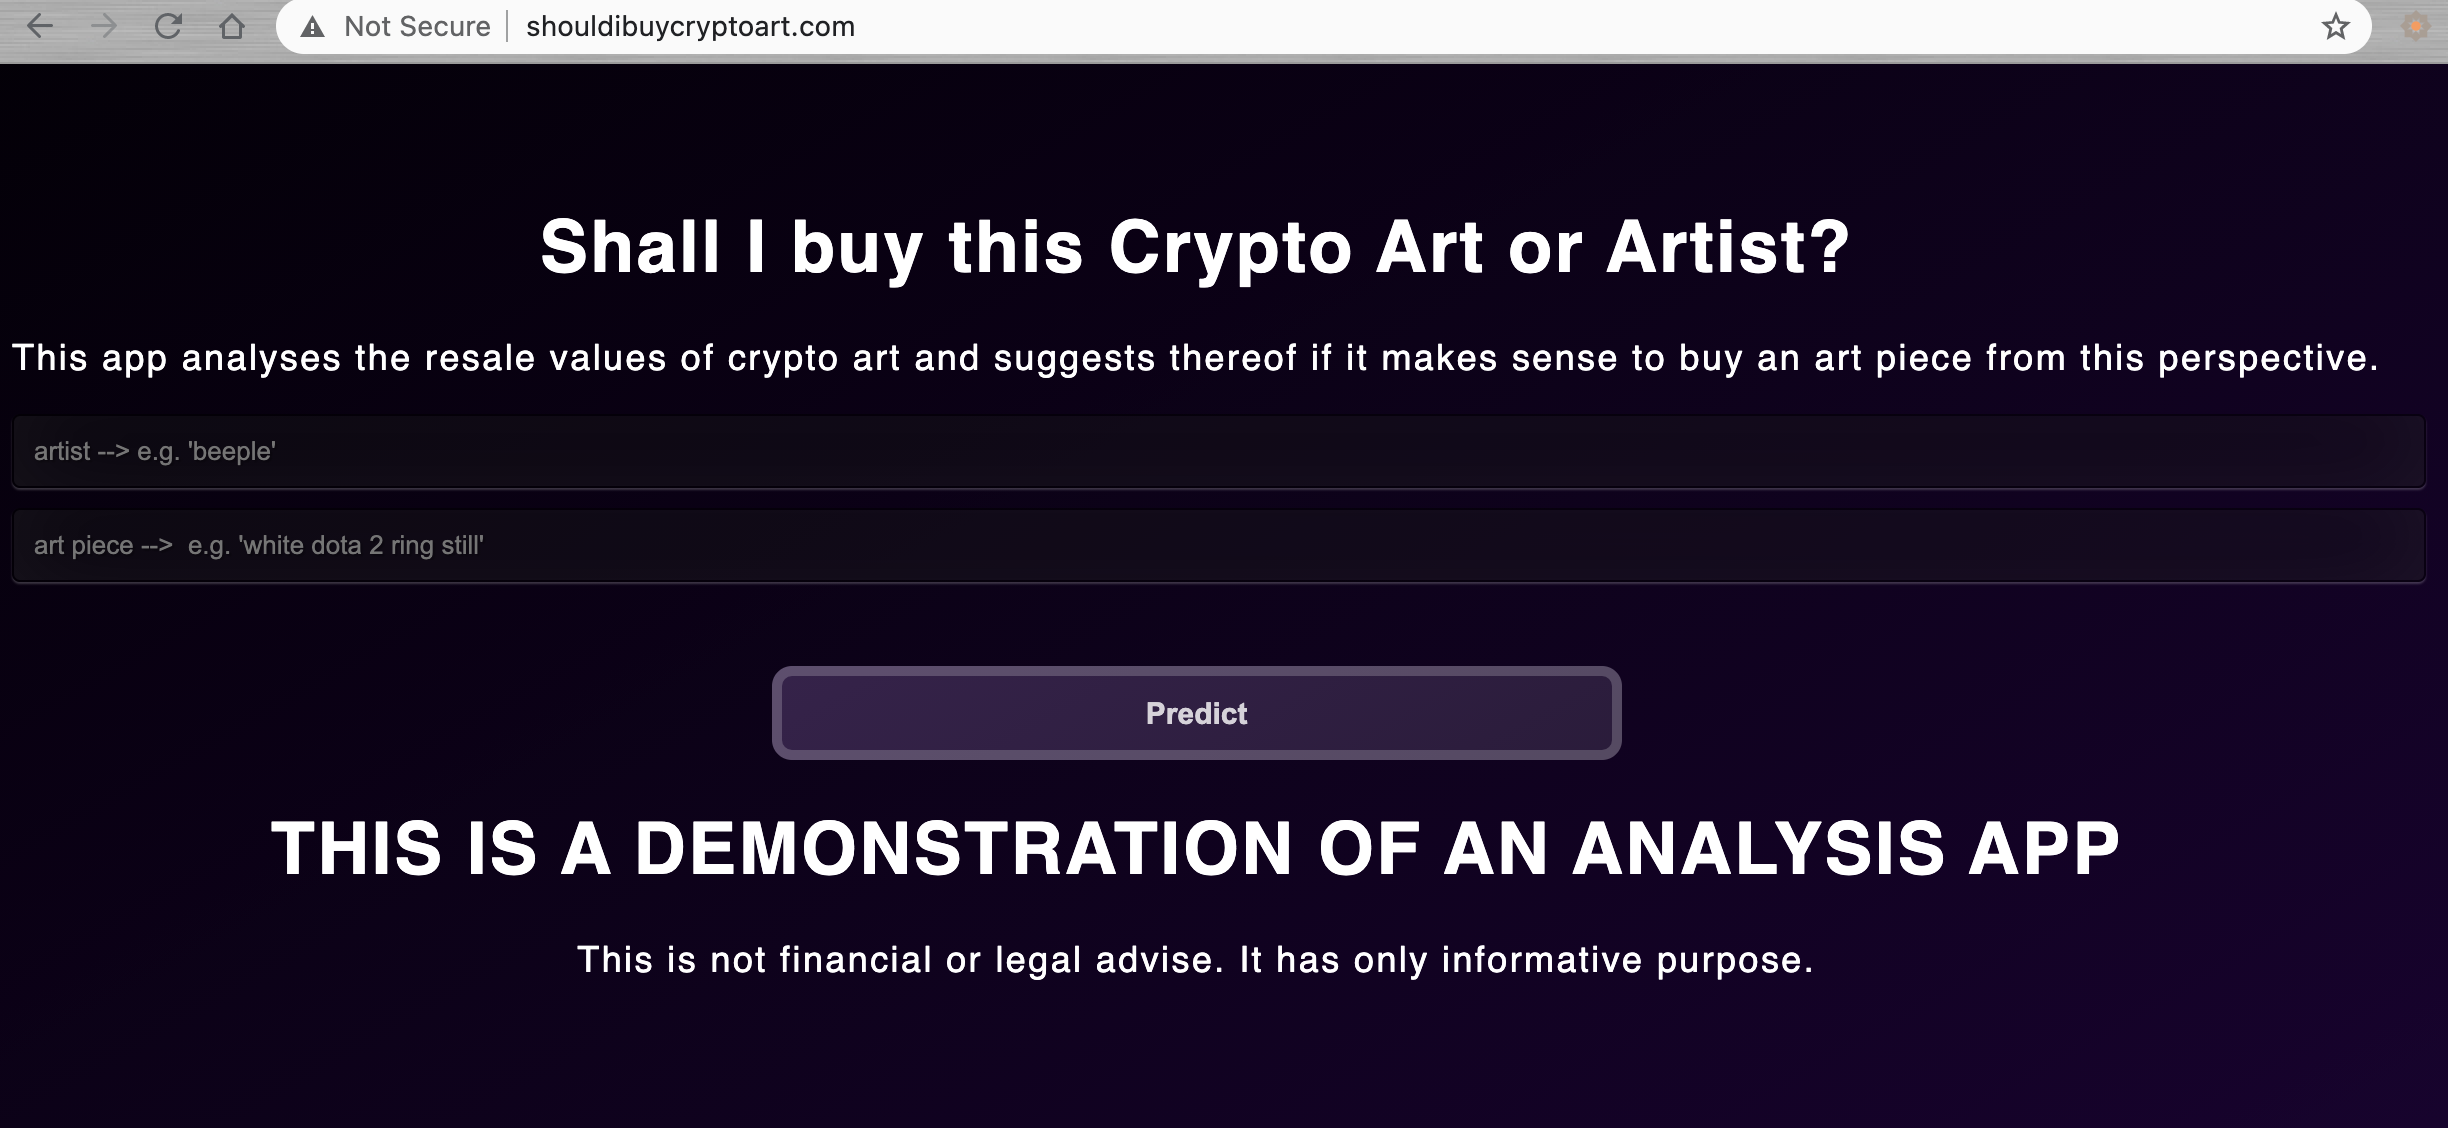 Not Secure shouldibuycryptoart.com
Shall I buy this Crypto Art or Artist?
This app analyses the resale values of crypto art and suggests thereof if it makes sense to buy an art piece from this perspective.
artist --> e.g. 'beeple'
art piece -->  e.g. 'white dota 2 ring still'
Predict
THIS IS A DEMONSTRATION OF AN ANALYSIS APP
This is not financial or legal advise. It has only informative purpose.